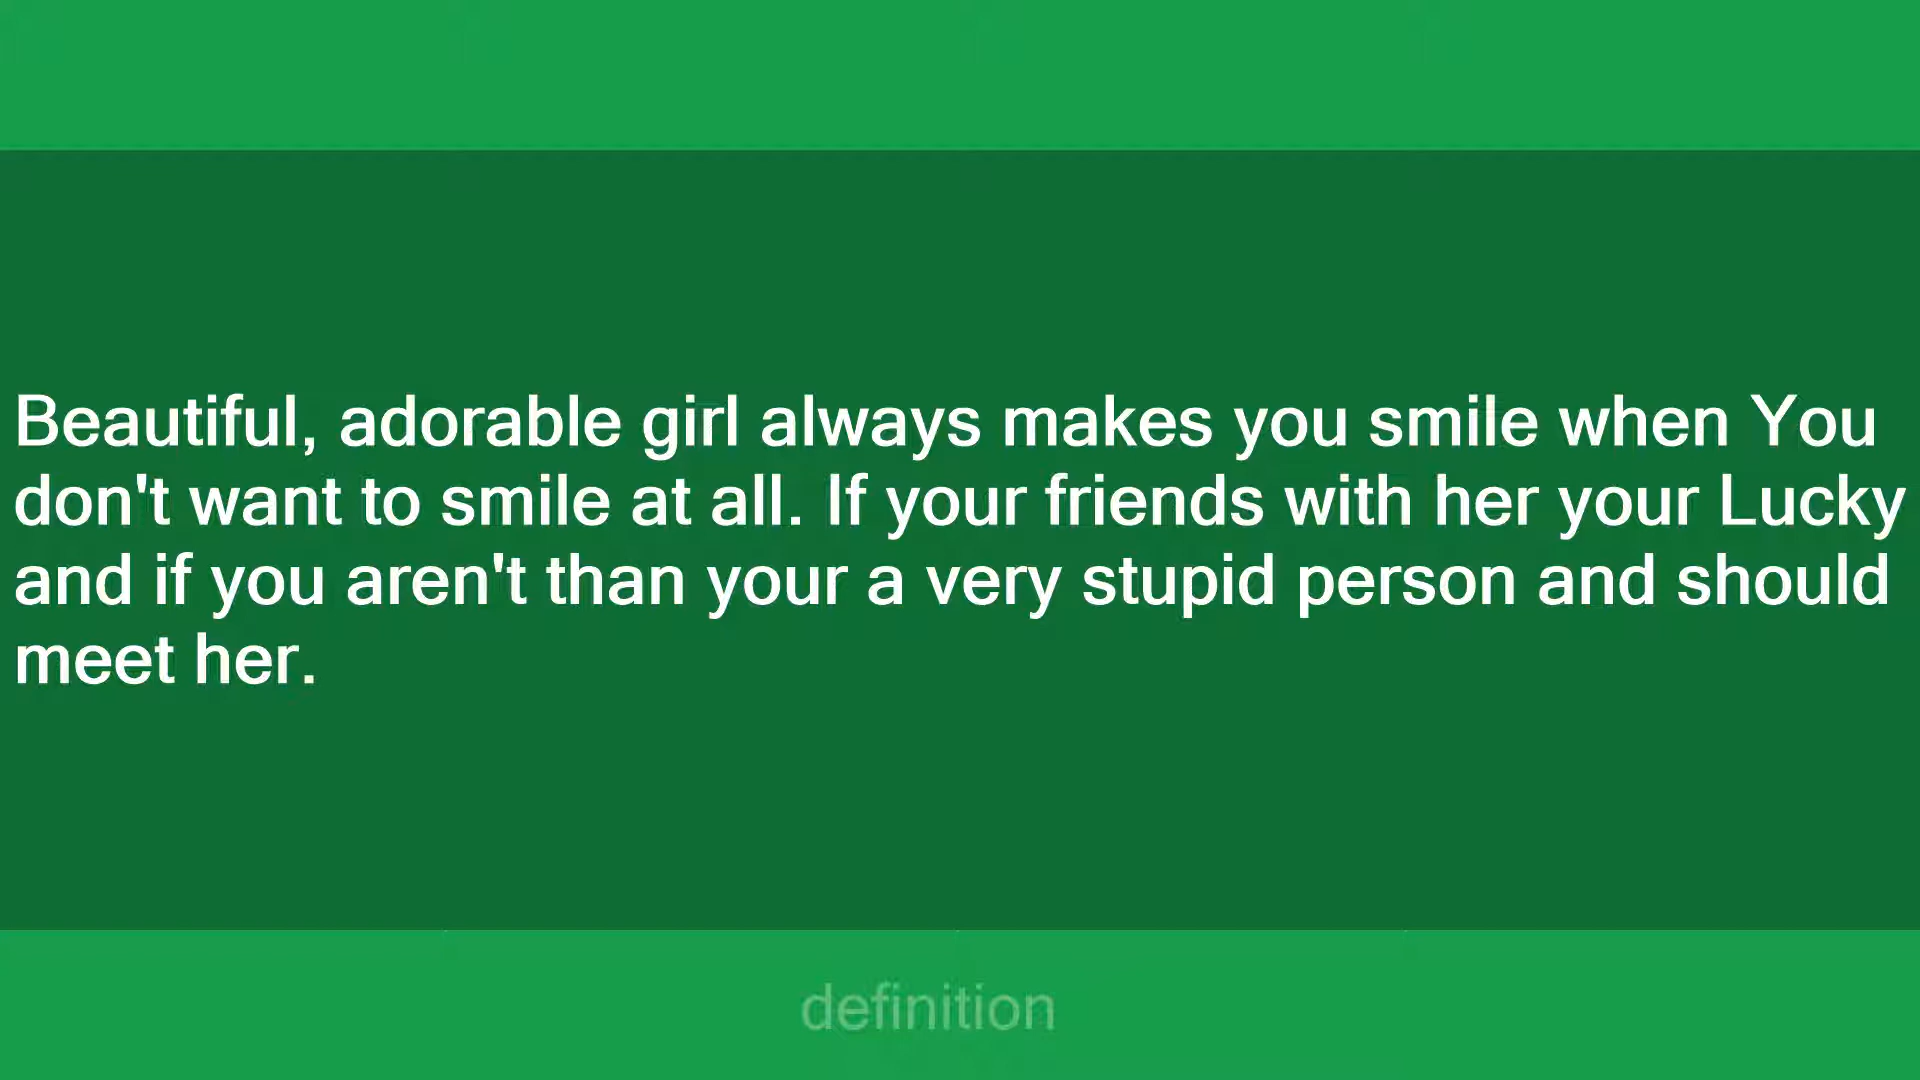 Beautiful, adorable girl always makes you smile when You
don't want to smile at all. If your friends with her your Lucky
and if you aren't than your a very stupid person and should
meet her.
definition